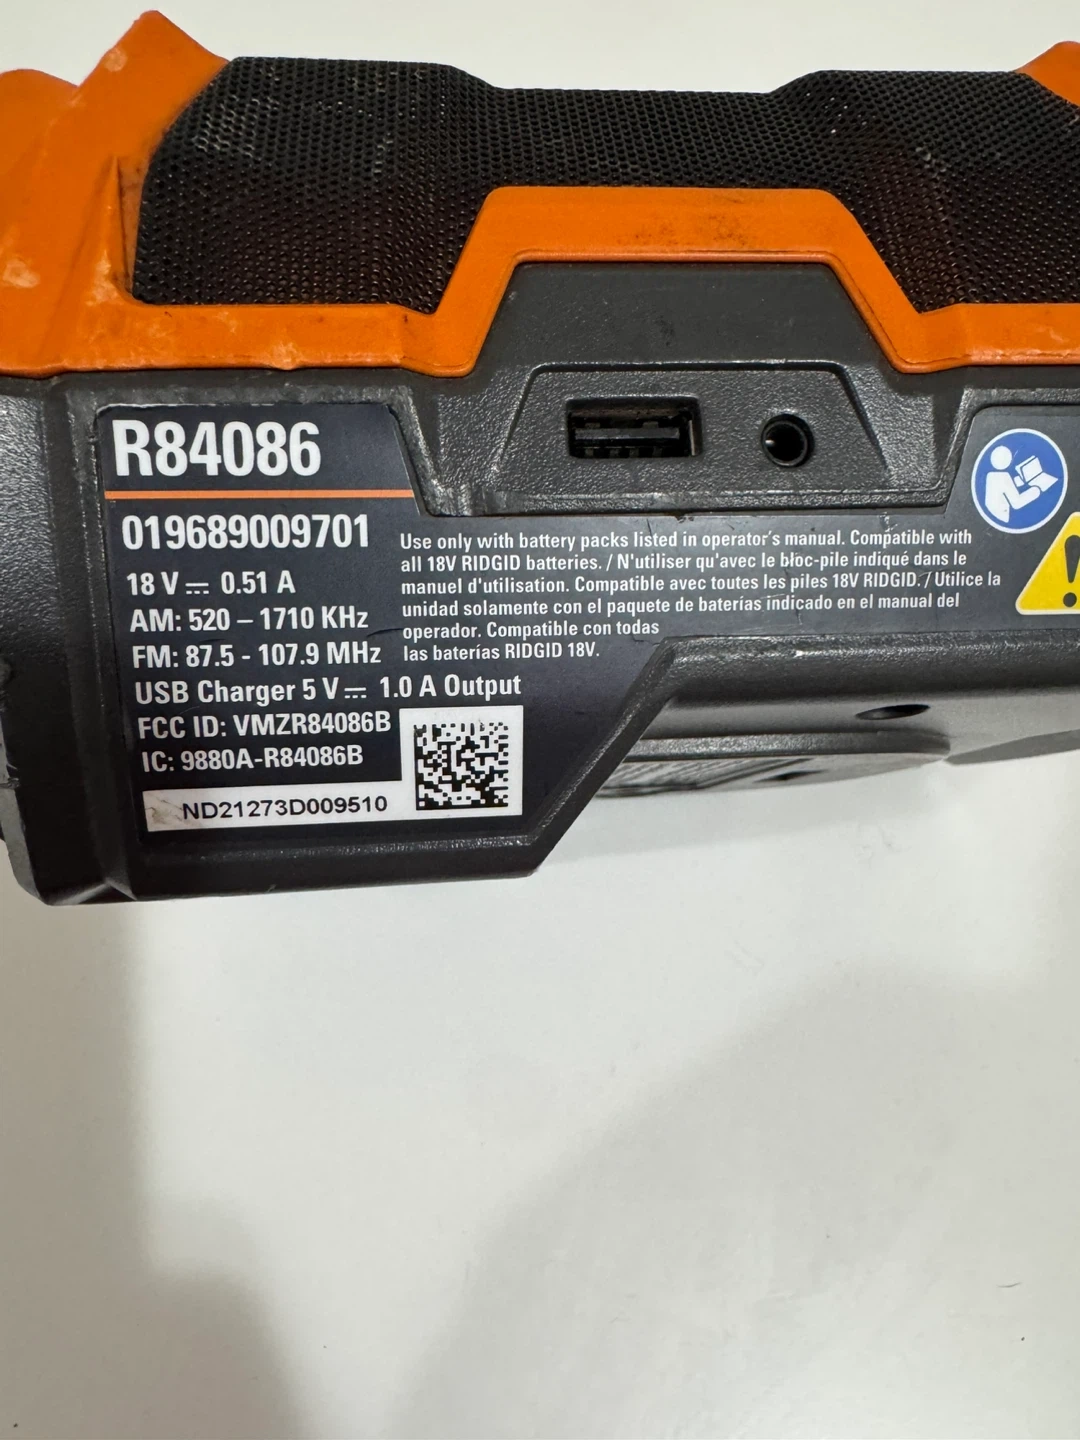 R84086
019689009701
18 V ⎓ 0.51 A
AM: 520 – 1710 KHz
FM: 87.5 - 107.9 MHz
USB Charger 5 V ⎓ 1.0 A Output
FCC ID: VMZR84086B
IC: 9880A-R84086B
ND21273D009510
Use only with battery packs listed in operator's manual. Compatible with
all 18V RIDGID batteries. / N'utiliser qu'avec le bloc-pile indiqué dans le
manuel d'utilisation. Compatible avec toutes les piles 18V RIDGID. / Utilice la
unidad solamente con el paquete de baterías indicado en el manual del
operador. Compatible con todas
las baterías RIDGID 18V.